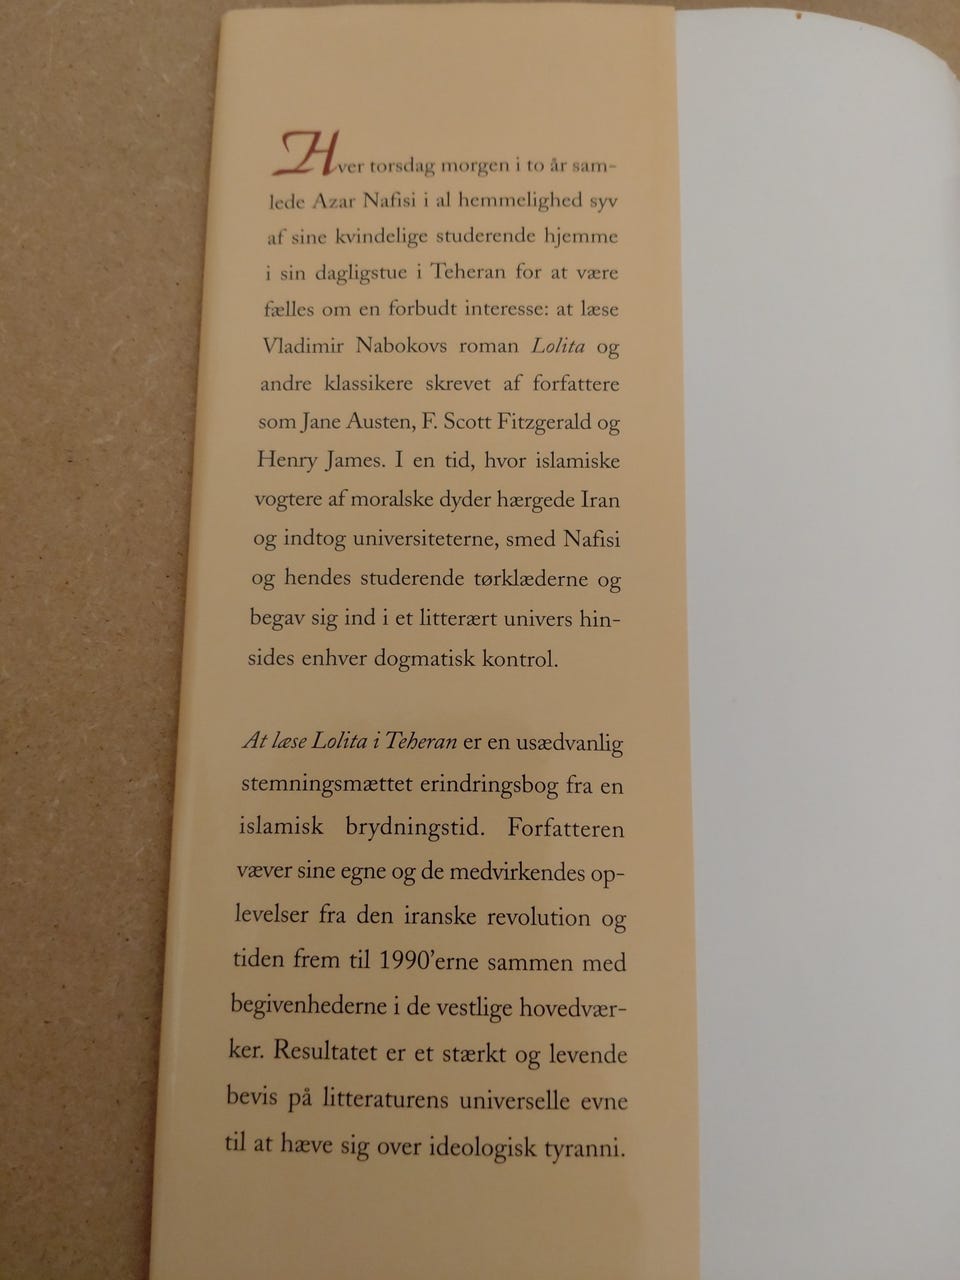 Hver torsdag morgen i to år sam-
lede Azar Nafisi i al hemmelighed syv
af sine kvindelige studerende hjemme
i sin dagligstue i Teheran for at være
fælles om en forbudt interesse: at læse
Vladimir Nabokovs roman Lolita og
andre klassikere skrevet af forfattere
som Jane Austen, F. Scott Fitzgerald og
Henry James. I en tid, hvor islamiske
vogtere af moralske dyder hærgede Iran
og indtog universiteterne, smed Nafisi
og hendes studerende tørklæderne og
begav sig ind i et litterært univers hin-
sides enhver dogmatisk kontrol.
At læse Lolita i Teheran er en usædvanlig
stemningsmættet erindringsbog fra en
islamisk brydningstid. Forfatteren
væver sine egne og de medvirkendes op-
levelser fra den iranske revolution og
tiden frem til 1990'erne sammen med
begivenhederne i de vestlige hovedvær-
ker. Resultatet er et stærkt og levende
bevis på litteraturens universelle evne
til at hæve sig over ideologisk tyranni.